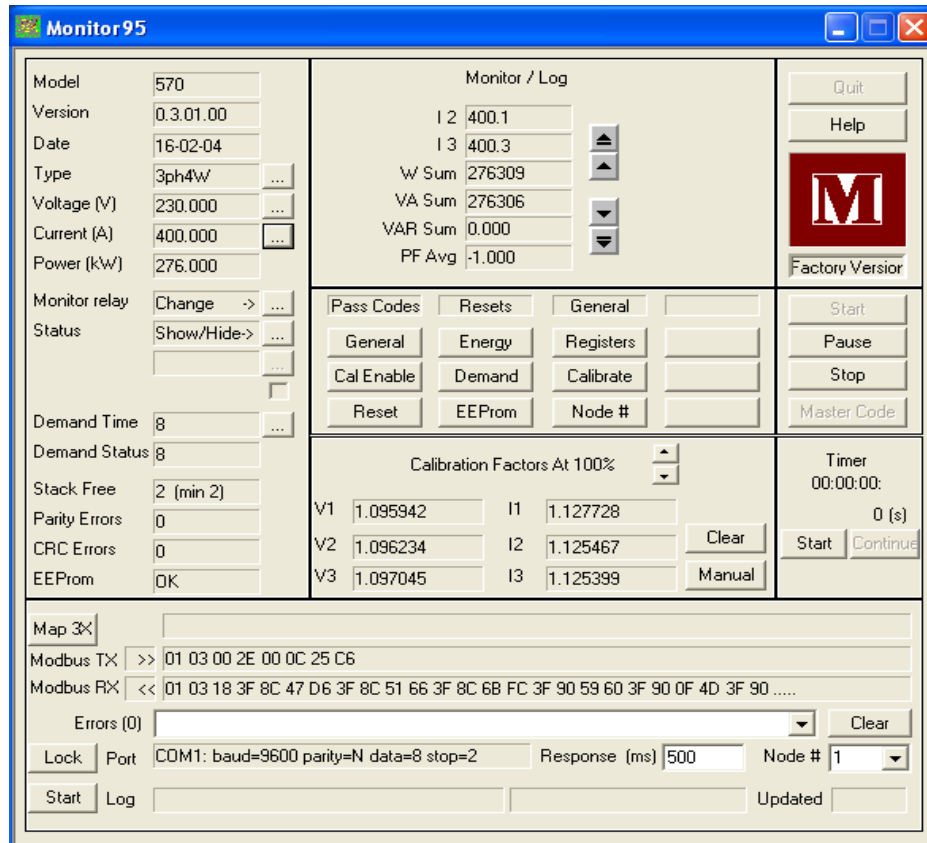 Monitor95
Model 570
Version 0.3.01.00
Date 16-02-04
Type 3ph4W ...
Voltage (V) 230.000 ...
Current (A) 400.000 ...
Power (kW) 276.000
Monitor relay Change -> ...
Status Show/Hide-> ...
...
Demand Time 8 ...
Demand Status 8
Stack Free 2 (min 2)
Parity Errors 0
CRC Errors 0
EEProm OK
Monitor / Log
I 2 400.1
I 3 400.3
W Sum 276309
VA Sum 276306
VAR Sum 0.000
PF Avg -1.000
Quit
Help
M
Factory Versior
Pass Codes Resets General
General Energy Registers
Cal Enable Demand Calibrate
Reset EEProm Node #
Start
Pause
Stop
Master Code
Calibration Factors At 100%
V1 1.095942 I1 1.127728
V2 1.096234 I2 1.125467 Clear
V3 1.097045 I3 1.125399 Manual
Timer
00:00:00:
0 (s)
Start Continue
Map 3X
Modbus TX >> 01 03 00 2E 00 0C 25 C6
Modbus RX << 01 03 18 3F 8C 47 D6 3F 8C 51 66 3F 8C 6B FC 3F 90 59 60 3F 90 0F 4D 3F 90 .....
Errors (0) Clear
Lock Port COM1: baud=9600 parity=N data=8 stop=2 Response (ms) 500 Node # 1
Start Log Updated